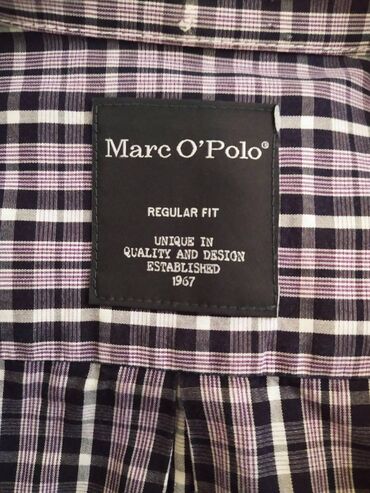 Marc O'Polo®
REGULAR FIT
UNIQUE IN
QUALITY AND DESIGN
ESTABLISHED
1967